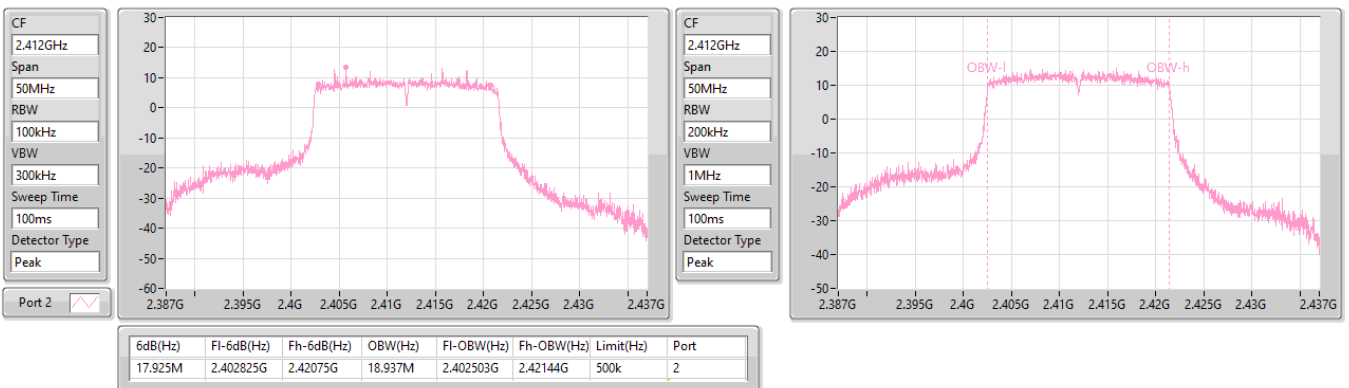 CF
2.412GHz
Span
50MHz
RBW
100kHz
VBW
300kHz
Sweep Time
100ms
Detector Type
Peak
Port 2
30
20
10
0
-10
-20
-30
-40
-50
-60
2.387G 2.395G 2.4G 2.405G 2.41G 2.415G 2.42G 2.425G 2.43G 2.437G
CF
2.412GHz
Span
50MHz
RBW
200kHz
VBW
1MHz
Sweep Time
100ms
Detector Type
Peak
30
20
10
0
-10
-20
-30
-40
-50
OBW-l OBW-h
2.387G 2.395G 2.4G 2.405G 2.41G 2.415G 2.42G 2.425G 2.43G 2.437G
6dB(Hz) Fl-6dB(Hz) Fh-6dB(Hz) OBW(Hz) Fl-OBW(Hz) Fh-OBW(Hz) Limit(Hz) Port
17.925M 2.402825G 2.42075G 18.937M 2.402503G 2.42144G 500k 2